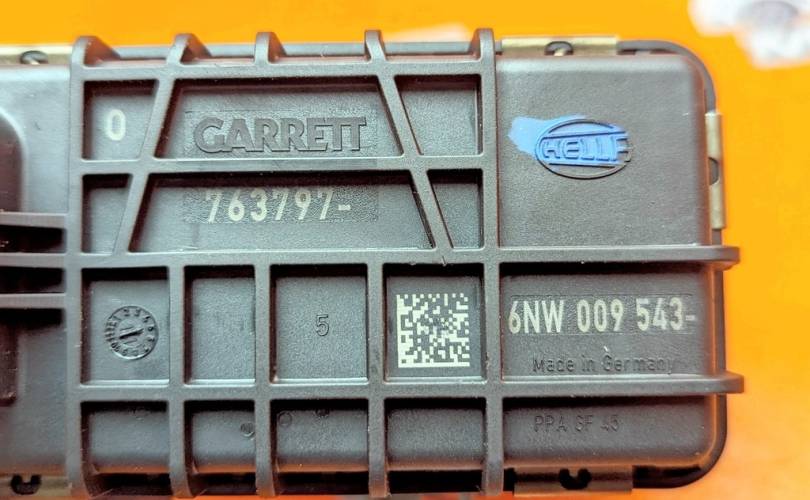 0
GARRETT
763797-
HELLA
5
6NW 009 543-
Made in Germany
PPA GF 45